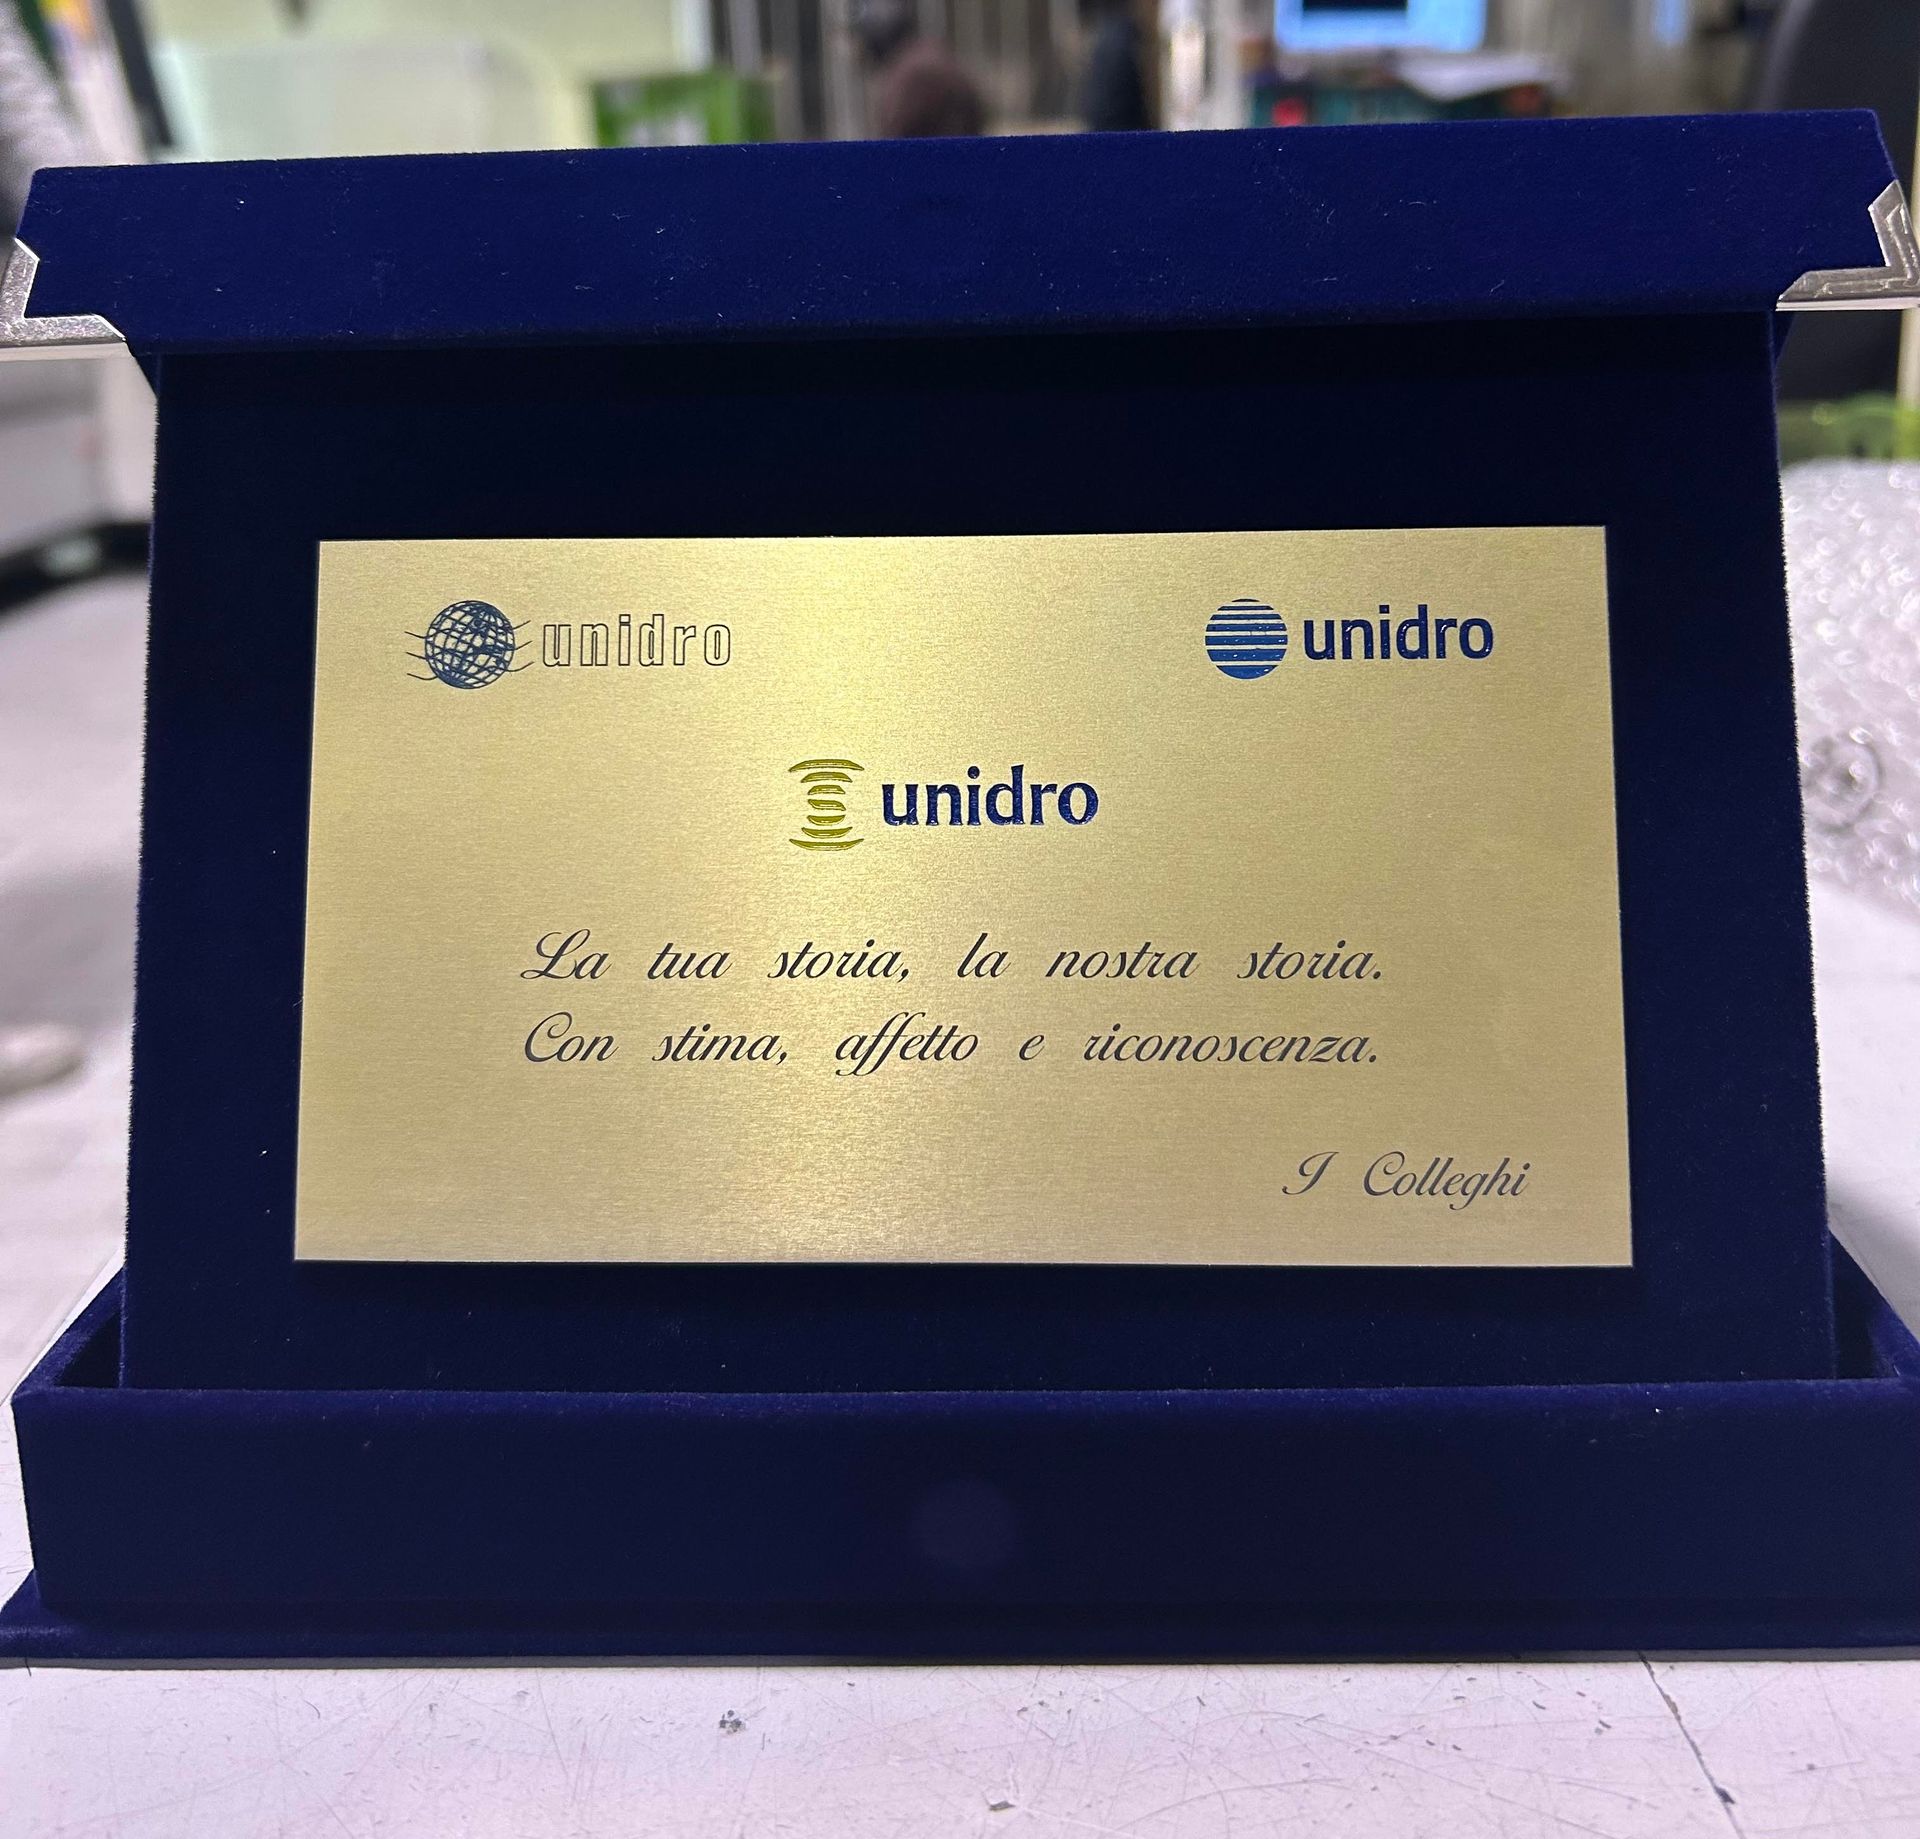 unidro
unidro
unidro
La tua storia, la nostra storia.
Con stima, affetto e riconoscenza.
I Colleghi